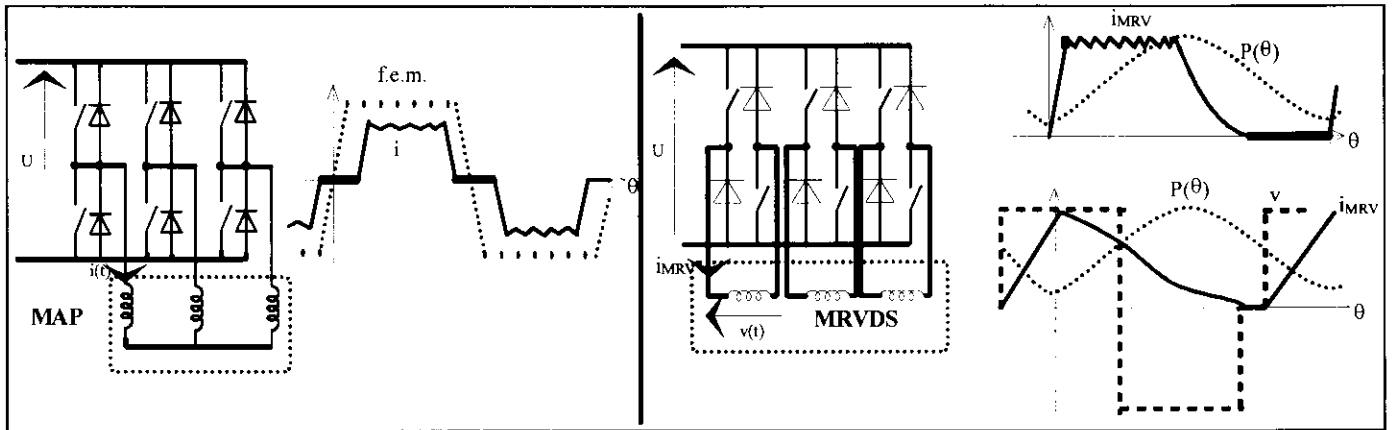 U
f.e.m.
i
θ
i(t)
MAP
U
iMRV
v(t)
MRVDS
iMRV
P(θ)
θ
P(θ)
v
iMRV
θ